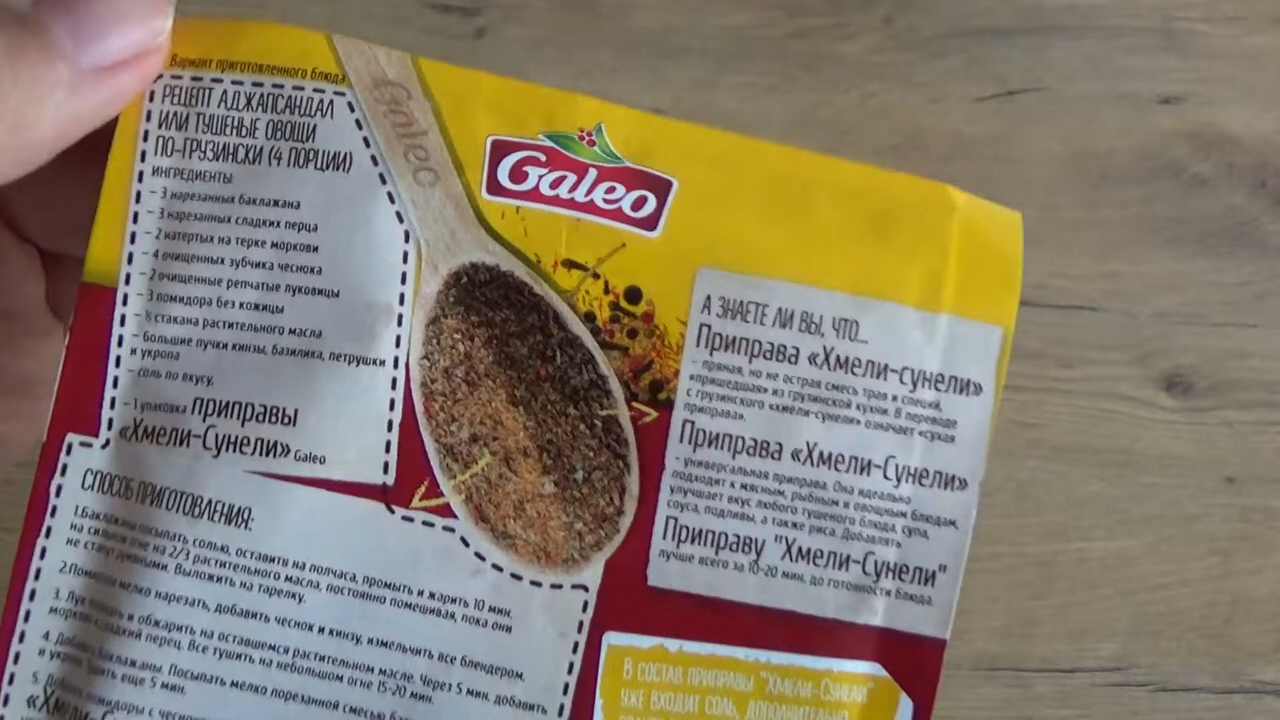 Вариант приготовленного блюда
РЕЦЕПТ АДЖАПСАНДАЛ
ИЛИ ТУШЕНЫЕ ОВОЩИ
ПО-ГРУЗИНСКИ (4 ПОРЦИИ)
ИНГРЕДИЕНТЫ:
– 3 нарезанных баклажана
– 3 нарезанных сладких перца
– 2 натертых на терке моркови
– 4 очищенных зубчика чеснока
– 2 очищенные репчатые луковицы
– 3 помидора без кожицы
стакана растительного масла
– большие пучки кинзы, базилика, петрушки
и укропа
– соль по вкусу,
– 1 упаковка приправы
«Хмели-Сунели» Galeo
СПОСОБ ПРИГОТОВЛЕНИЯ:
1.Баклажаны посыпать солью, оставить на полчаса, промыть и жарить 10 мин.
на сильном огне на 2/3 растительного масла, постоянно помешивая, пока они
не станут Выложить на тарелку.
2.Помидоры мелко нарезать, добавить чеснок и кинзу, измельчить все блендером.
3. Лук и обжарить на оставшемся растительном масле. Через 5 мин. добавить
сладкий перец. Все тушить на небольшом огне 15-20 мин.
4. баклажаны. Посыпать мелко порезанной смесью
и еще 5 мин.
5. помидоры с
Galeo
Galeo
А ЗНАЕТЕ ЛИ ВЫ, ЧТО...
Приправа «Хмели-сунели»
- пряная, но не острая смесь трав и специй,
«пришедшая» из грузинской кухни. В переводе
с грузинского «хмели-сунели» означает «сухая
приправа».
Приправа «Хмели-Сунели»
- универсальная приправа. Она идеально
подходит к мясным, рыбным и овощным блюдам,
улучшает вкус любого тушеного блюда, супа,
соуса, подливы, а также риса. Добавлять
Приправу "Хмели-Сунели"
лучше всего за 10-20 мин. до готовности блюда.
В СОСТАВ ПРИПРАВЫ "ХМЕЛИ-СУНЕЛИ"
УЖЕ ВХОДИТ СОЛЬ, ДОПОЛНИТЕЛЬНО